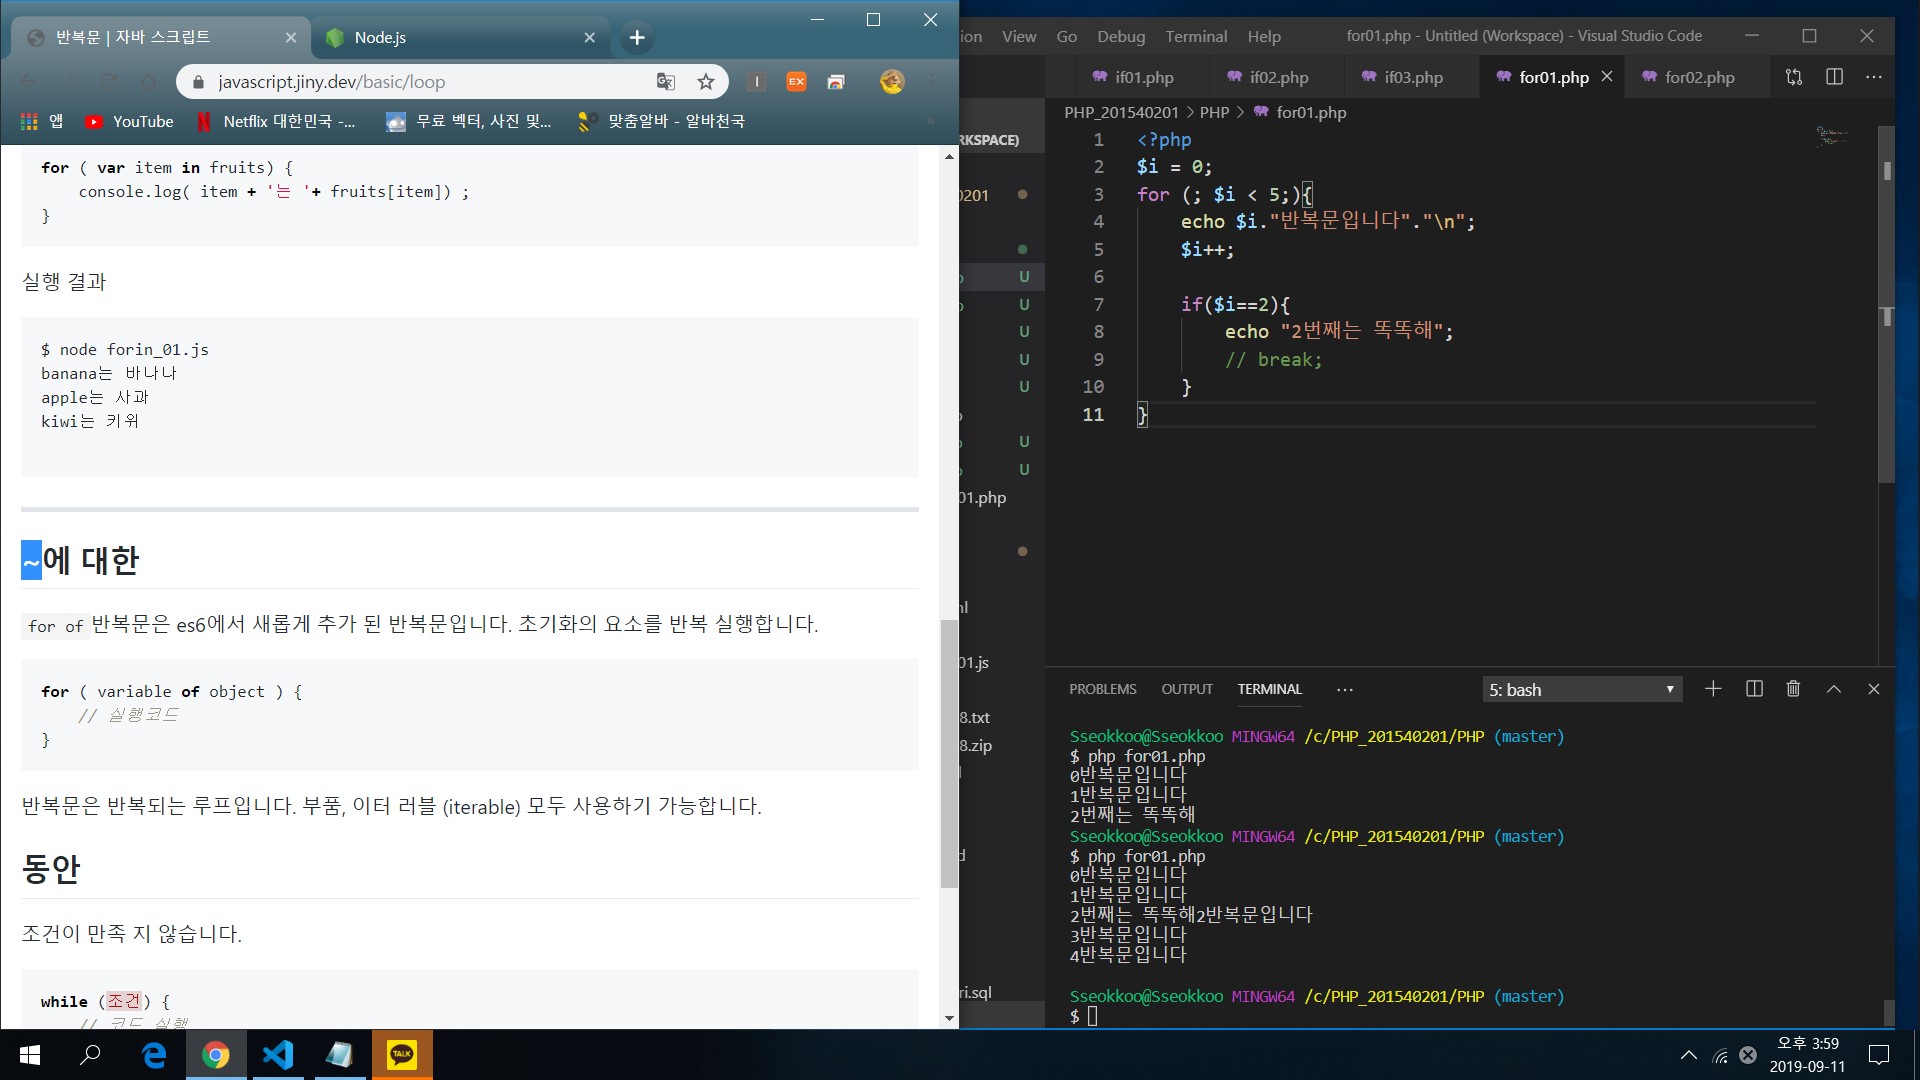 반복문 | 자바 스크립트
Node.js
javascript.jiny.dev/basic/loop
앱
YouTube
Netflix 대한민국 -...
무료 벡터, 사진 및...
맞춤알바 - 알바천국
for ( var item in fruits) {
    console.log( item + '는 '+ fruits[item]) ;
}
실행 결과
$ node forin_01.js
banana는 바나나
apple는 사과
kiwi는 키위
~에 대한
for of 반복문은 es6에서 새롭게 추가 된 반복문입니다. 초기화의 요소를 반복 실행합니다.
for ( variable of object ) {
    // 실행코드
}
반복문은 반복되는 루프입니다. 부품, 이터 러블 (iterable) 모두 사용하기 가능합니다.
동안
조건이 만족 지 않습니다.
while (조건) {
    // 코드 실행
ion View Go Debug Terminal Help
for01.php - Untitled (Workspace) - Visual Studio Code
if01.php
if02.php
if03.php
for01.php
for02.php
PHP_201540201 > PHP > for01.php
RKSPACE)
0201
U
U
U
U
U
U
U
01.php
nl
01.js
8.txt
8.zip
d
ri.sql
1 <?php
2 $i = 0;
3 for (; $i < 5;){
4     echo $i."반복문입니다"."\n";
5     $i++;
6
7     if($i==2){
8         echo "2번째는 똑똑해";
9         // break;
10     }
11 }
PROBLEMS OUTPUT TERMINAL ...
5: bash
Sseokkoo@Sseokkoo MINGW64 /c/PHP_201540201/PHP (master)
$ php for01.php
0반복문입니다
1반복문입니다
2번째는 똑똑해
Sseokkoo@Sseokkoo MINGW64 /c/PHP_201540201/PHP (master)
$ php for01.php
0반복문입니다
1반복문입니다
2번째는 똑똑해2반복문입니다
3반복문입니다
4반복문입니다
Sseokkoo@Sseokkoo MINGW64 /c/PHP_201540201/PHP (master)
$
EX
TALK
오후 3:59
2019-09-11